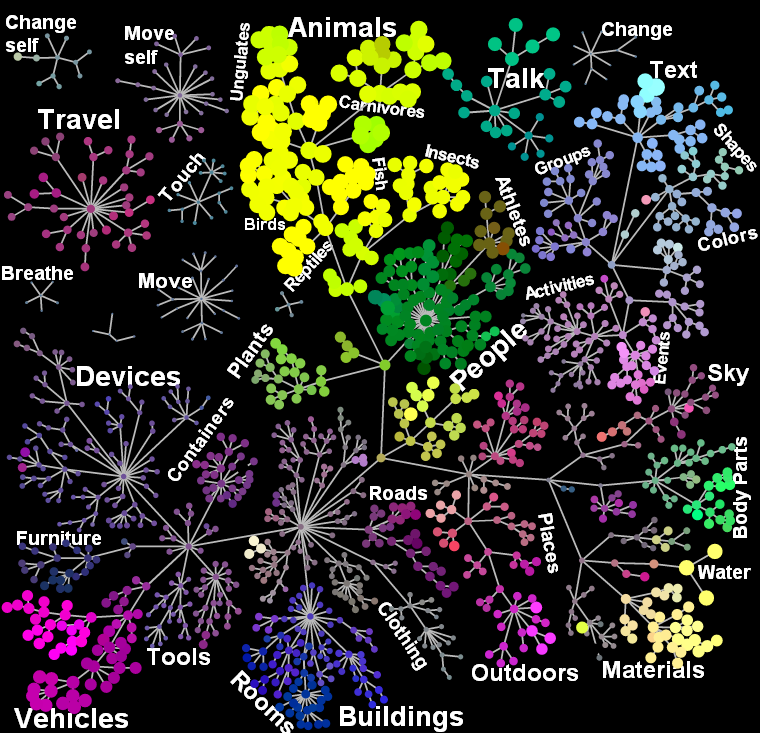 Change
self
Move
self
Ungulates
Animals
Change
Talk
Text
Carnivores
Travel
Shapes
Touch
Fish
Insects
Groups
Athletes
Birds
Reptiles
Colors
Breathe
Move
Activities
Plants
People
Events
Devices
Sky
Containers
Roads
Body Parts
Furniture
Places
Water
Clothing
Tools
Outdoors
Materials
Rooms
Vehicles
Buildings